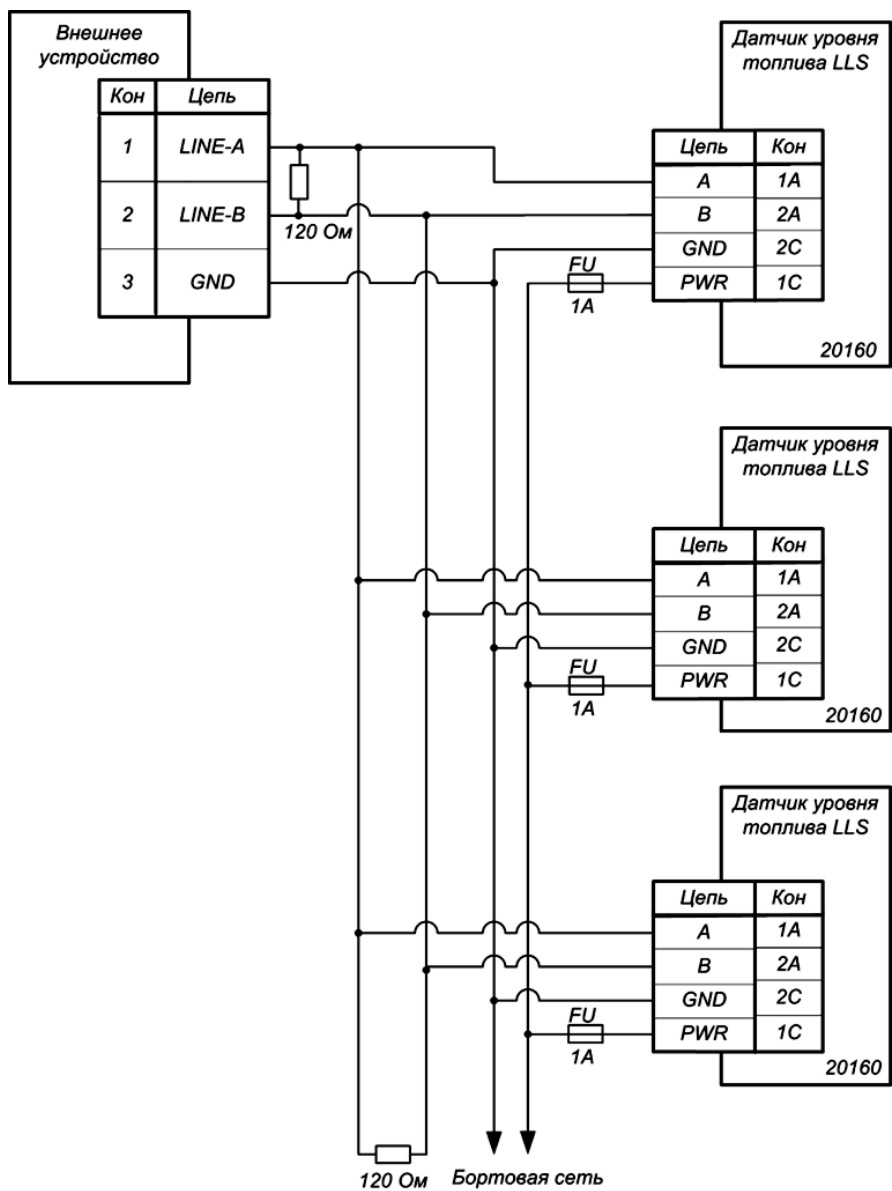 Внешнее
устройство
Кон Цепь
1 LINE-A
2 LINE-B
3 GND
120 Ом
Датчик уровня
топлива LLS
Цепь Кон
A 1A
B 2A
GND 2C
PWR 1C
FU
1A
20160
Датчик уровня
топлива LLS
Цепь Кон
A 1A
B 2A
GND 2C
PWR 1C
FU
1A
20160
Датчик уровня
топлива LLS
Цепь Кон
A 1A
B 2A
GND 2C
PWR 1C
FU
1A
20160
120 Ом
Бортовая сеть